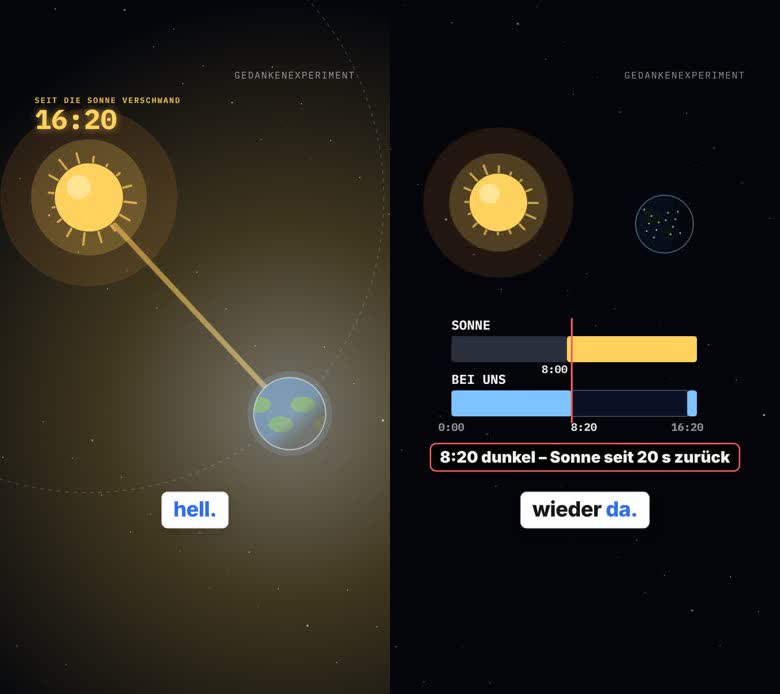 GEDANKENEXPERIMENT
SEIT DIE SONNE VERSCHWAND
16:20
hell.
GEDANKENEXPERIMENT
SONNE
8:00
BEI UNS
0:00 8:20 16:20
8:20 dunkel – Sonne seit 20 s zurück
wieder da.